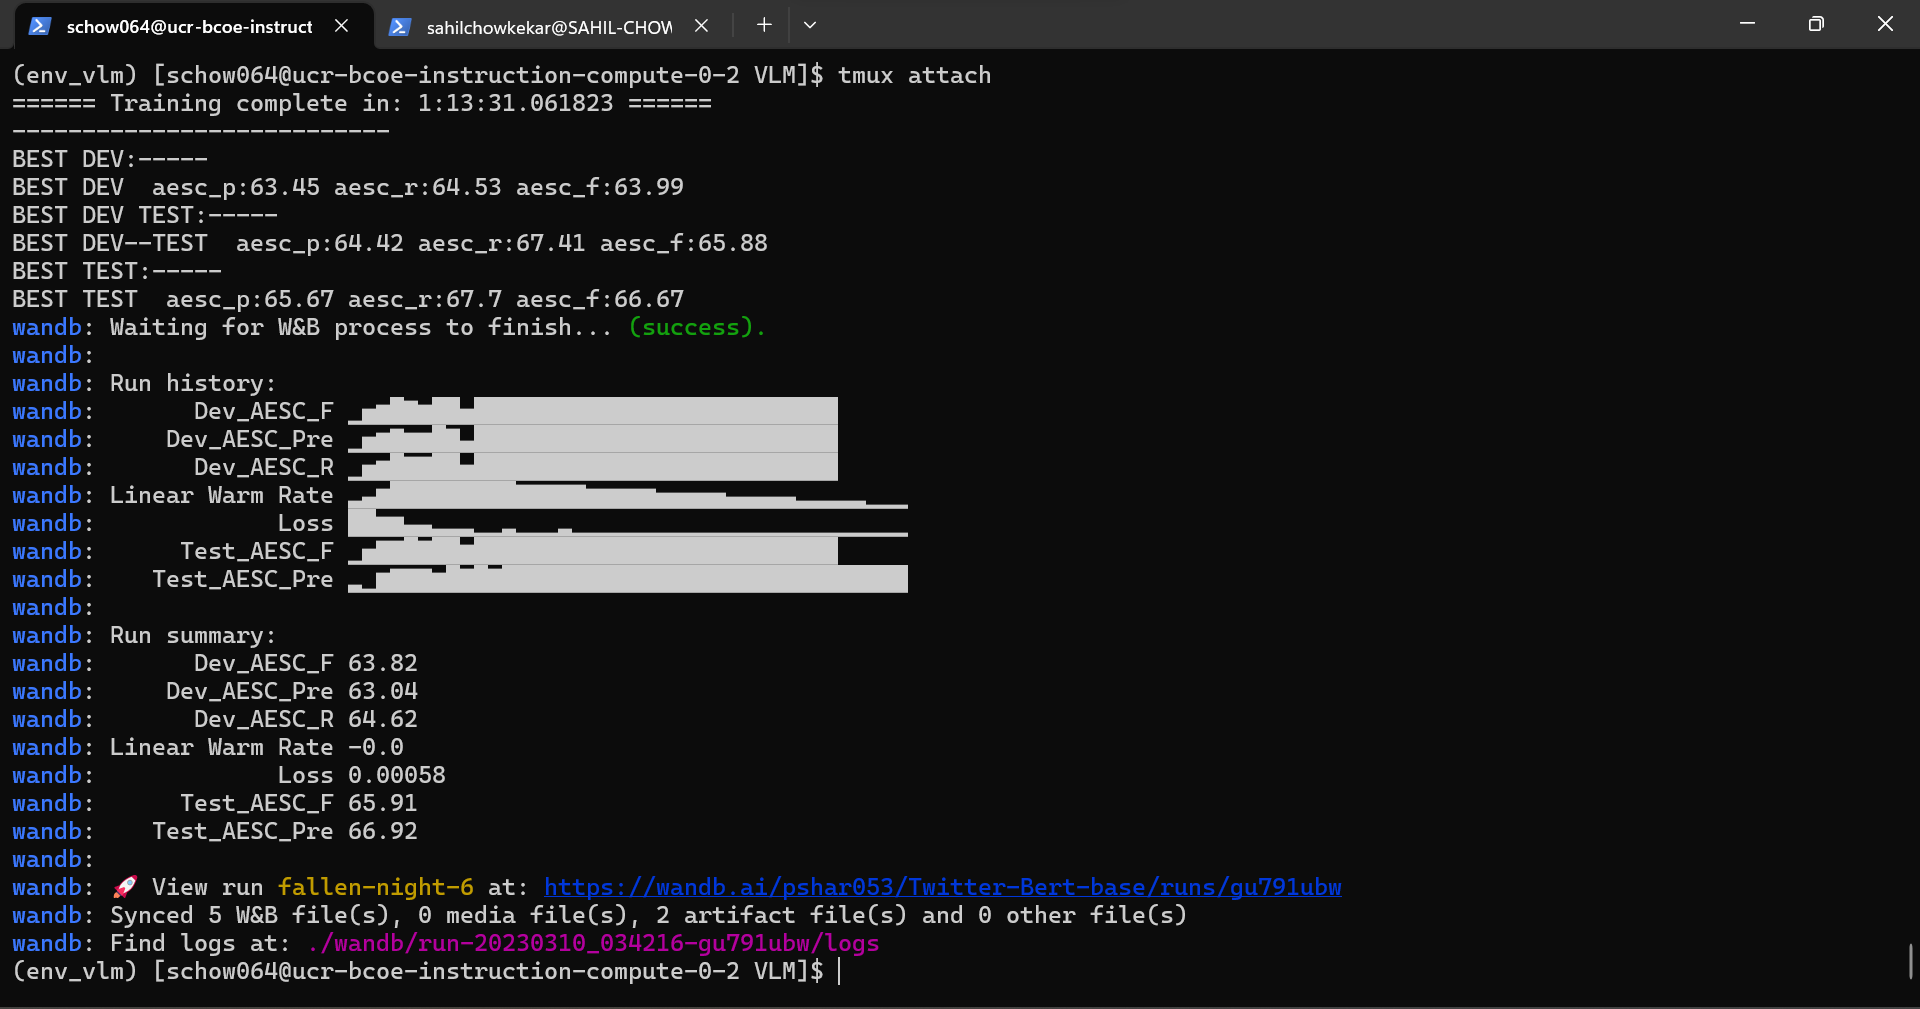 schow064@ucr-bcoe-instruct
sahilchowkekar@SAHIL-CHOW
(env_vlm) [schow064@ucr-bcoe-instruction-compute-0-2 VLM]$ tmux attach
====== Training complete in: 1:13:31.061823 ======
---------------------------
BEST DEV:-----
BEST DEV  aesc_p:63.45 aesc_r:64.53 aesc_f:63.99
BEST DEV TEST:-----
BEST DEV--TEST  aesc_p:64.42 aesc_r:67.41 aesc_f:65.88
BEST TEST:-----
BEST TEST  aesc_p:65.67 aesc_r:67.7 aesc_f:66.67
wandb: Waiting for W&B process to finish... (success).
wandb:
wandb: Run history:
wandb:       Dev_AESC_F
wandb:     Dev_AESC_Pre
wandb:       Dev_AESC_R
wandb: Linear Warm Rate
wandb:             Loss
wandb:      Test_AESC_F
wandb:    Test_AESC_Pre
wandb:
wandb: Run summary:
wandb:       Dev_AESC_F 63.82
wandb:     Dev_AESC_Pre 63.04
wandb:       Dev_AESC_R 64.62
wandb: Linear Warm Rate -0.0
wandb:             Loss 0.00058
wandb:      Test_AESC_F 65.91
wandb:    Test_AESC_Pre 66.92
wandb:
wandb: 🚀 View run fallen-night-6 at: https://wandb.ai/pshar053/Twitter-Bert-base/runs/gu791ubw
wandb: Synced 5 W&B file(s), 0 media file(s), 2 artifact file(s) and 0 other file(s)
wandb: Find logs at: ./wandb/run-20230310_034216-gu791ubw/logs
(env_vlm) [schow064@ucr-bcoe-instruction-compute-0-2 VLM]$